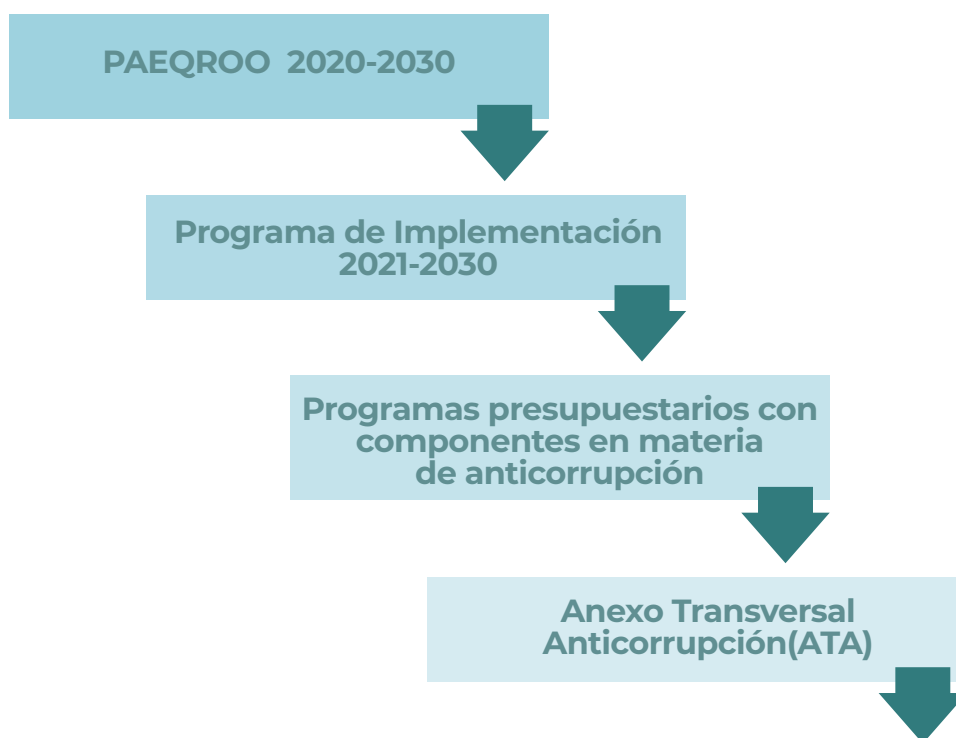 PAEQROO 2020-2030
Programa de Implementación
2021-2030
Programas presupuestarios con
componentes en materia
de anticorrupción
Anexo Transversal
Anticorrupción(ATA)